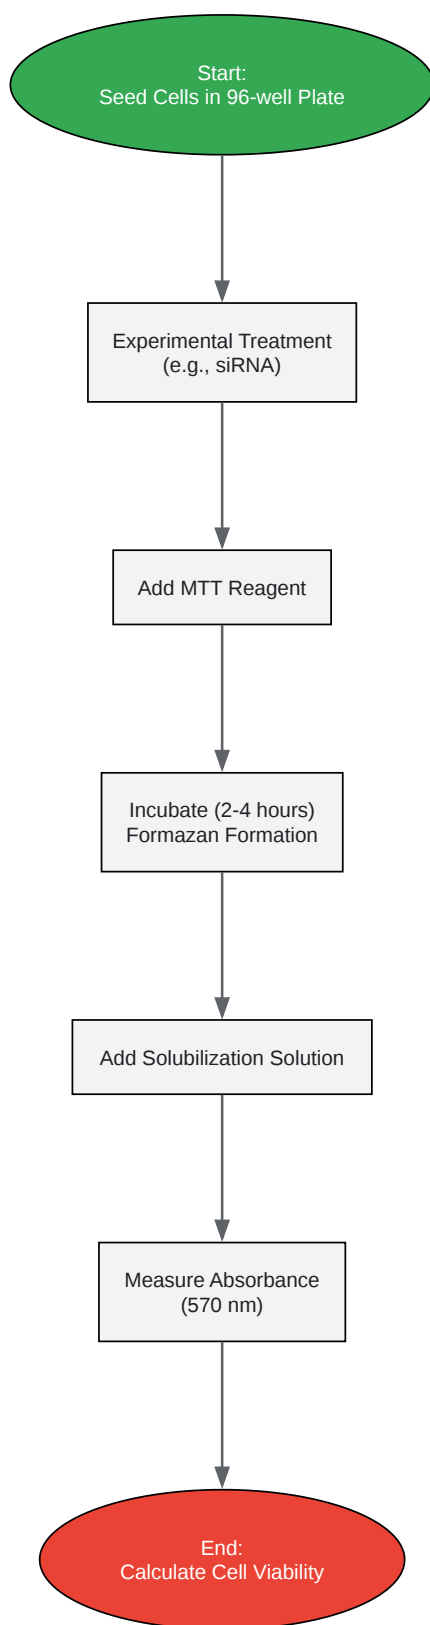 Start:
Seed Cells in 96-well Plate
Experimental Treatment
(e.g., siRNA)
Add MTT Reagent
Incubate (2-4 hours)
Formazan Formation
Add Solubilization Solution
Measure Absorbance
(570 nm)
End:
Calculate Cell Viability